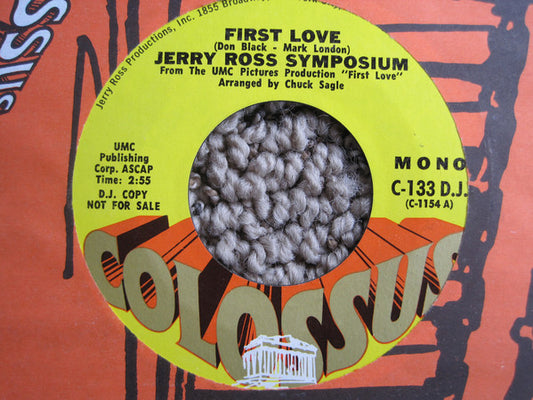 Jerry Ross Productions, Inc. 1855 Broadway,
FIRST LOVE
(Don Black - Mark London)
JERRY ROSS SYMPOSIUM
From The UMC Pictures Production "First Love"
Arranged by Chuck Sagle
UMC
Publishing
Corp. ASCAP
Time: 2:55
D.J. COPY
NOT FOR SALE
MONO
C-133 D.J.
(C-1154 A)
COLOSSUS